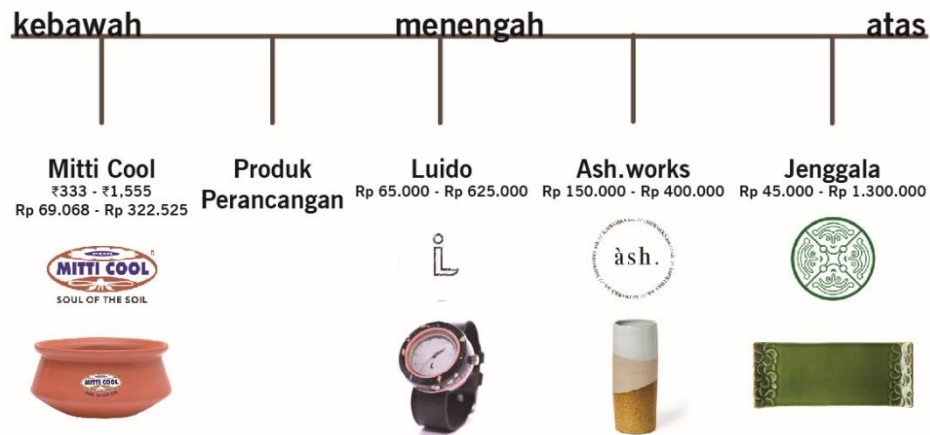 kebawah
menengah
atas
Mitti Cool
₹333 - ₹1,555
Rp 69.068 - Rp 322.525
Produk
Perancangan
Luido
Rp 65.000 - Rp 625.000
Ash.works
Rp 150.000 - Rp 400.000
Jenggala
Rp 45.000 - Rp 1.300.000
MITTI COOL
SOUL OF THE SOIL
àsh.
MITTI COOL